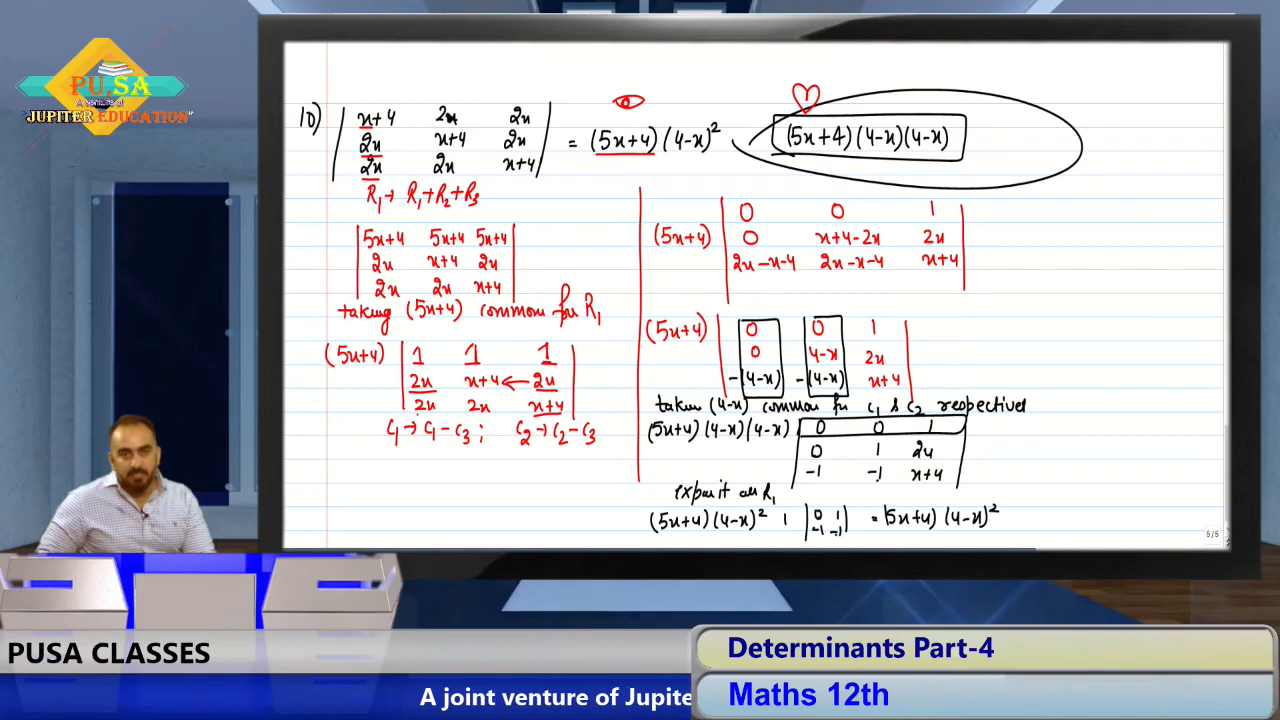 PU,SA
A venture of
JUPITER EDUCATION
10) | x+4 2x 2x |
| 2x x+4 2x |
| 2x 2x x+4 |
= (5x+4)(4-x)²
(5x+4)(4-x)(4-x)
R₁→ R₁+R₂+R₃
| 5x+4 5x+4 5x+4 |
| 2x x+4 2x |
| 2x 2x x+4 |
taking (5x+4) common for R₁
(5x+4) | 1 1 1 |
| 2x x+4 2x |
| 2x 2x x+4 |
C₁→C₁-C₃; C₂→C₂-C₃
(5x+4) | 0 0 1 |
| 0 x+4-2x 2x |
| 2x-x-4 2x-x-4 x+4 |
(5x+4) | 0 0 1 |
| 0 4-x 2x |
| -(4-x) -(4-x) x+4 |
taken (4-x) common for C₁ & C₂ respectively
(5x+4)(4-x)(4-x) | 0 0 1 |
| 0 1 2x |
| -1 -1 x+4 |
R₁
(5x+4)(4-x)² 1 | 0 1 | = (5x+4)(4-x)²
| -1 -1 |
5/5
PUSA CLASSES
Determinants Part-4
A joint venture of Jupite
Maths 12th